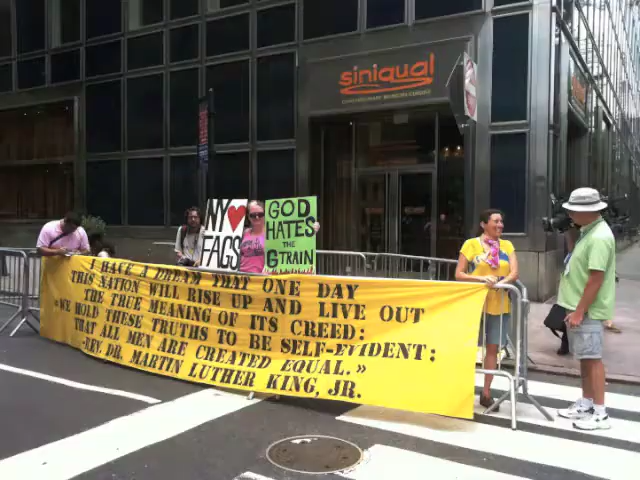 siniqual
NY ♥
FAGS
GOD
HATES
THE
G TRAIN
I HAVE A DREAM THAT ONE DAY
THIS NATION WILL RISE UP AND LIVE OUT
THE TRUE MEANING OF ITS CREED:
«WE HOLD THESE TRUTHS TO BE SELF-EVIDENT:
THAT ALL MEN ARE CREATED EQUAL.»
-REV. DR. MARTIN LUTHER KING, JR.